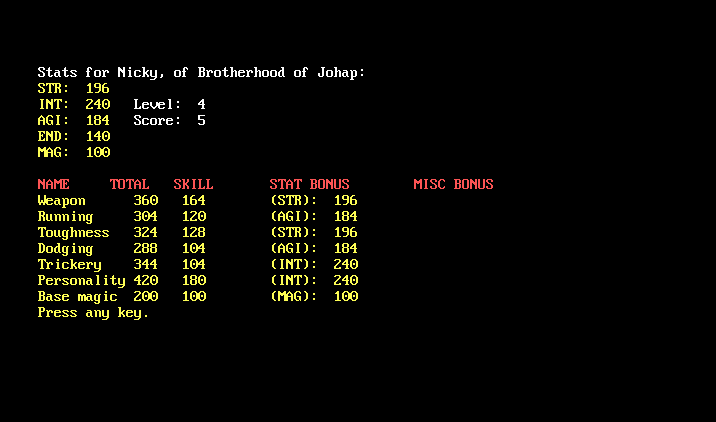 Stats for Nicky, of Brotherhood of Johap:
STR:  196
INT:  240   Level:  4
AGI:  184   Score:  5
END:  140
MAG:  100
NAME     TOTAL   SKILL       STAT BONUS        MISC BONUS
Weapon      360   164        (STR):  196
Running     304   120        (AGI):  184
Toughness   324   128        (STR):  196
Dodging     288   104        (AGI):  184
Trickery    344   104        (INT):  240
Personality 420   180        (INT):  240
Base magic  200   100        (MAG):  100
Press any key.